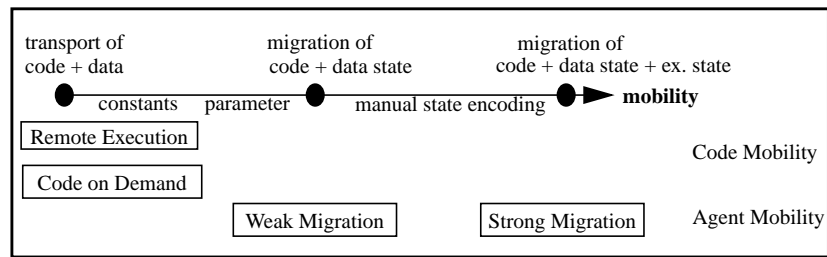 transport of
code + data
migration of
code + data state
migration of
code + data state + ex. state
constants parameter manual state encoding mobility
Remote Execution
Code Mobility
Code on Demand
Weak Migration Strong Migration Agent Mobility